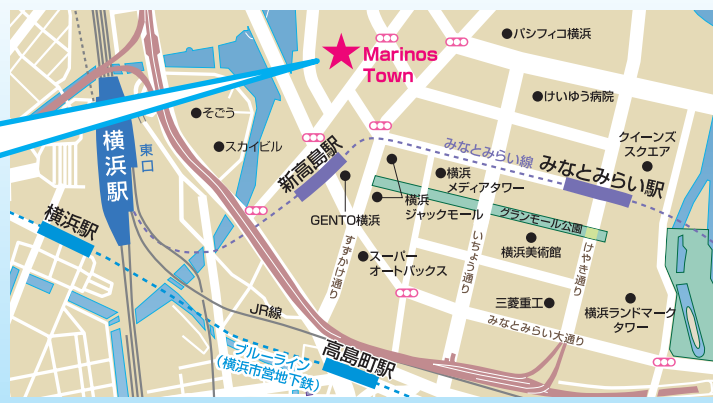 Marinos
Town
パシフィコ横浜
けいゆう病院
そごう
スカイビル
横浜駅
東口
新高島駅
みなとみらい線
クイーンズ
スクエア
みなとみらい駅
横浜
メディアタワー
GENTO横浜
横浜
ジャックモール
グランモール公園
横浜駅
横浜美術館
けやき通り
いちょう通り
すずかけ通り
スーパー
オートバックス
三菱重工
横浜ランドマーク
タワー
みなとみらい大通り
JR線
高島町駅
ブルーライン
(横浜市営地下鉄)